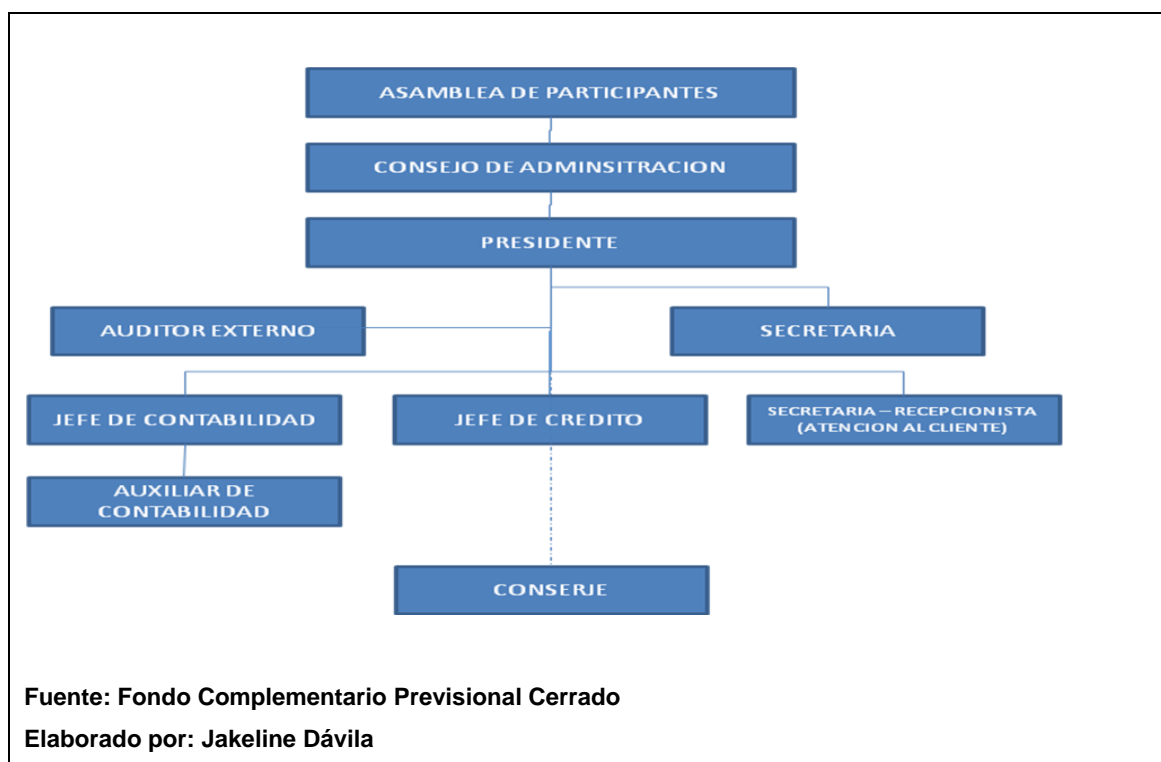 ASAMBLEA DE PARTICIPANTES
CONSEJO DE ADMINSITRACION
PRESIDENTE
AUDITOR EXTERNO
SECRETARIA
JEFE DE CONTABILIDAD
JEFE DE CREDITO
SECRETARIA – RECEPCIONISTA
(ATENCION AL CLIENTE)
AUXILIAR DE
CONTABILIDAD
CONSERJE
Fuente: Fondo Complementario Previsional Cerrado
Elaborado por: Jakeline Dávila